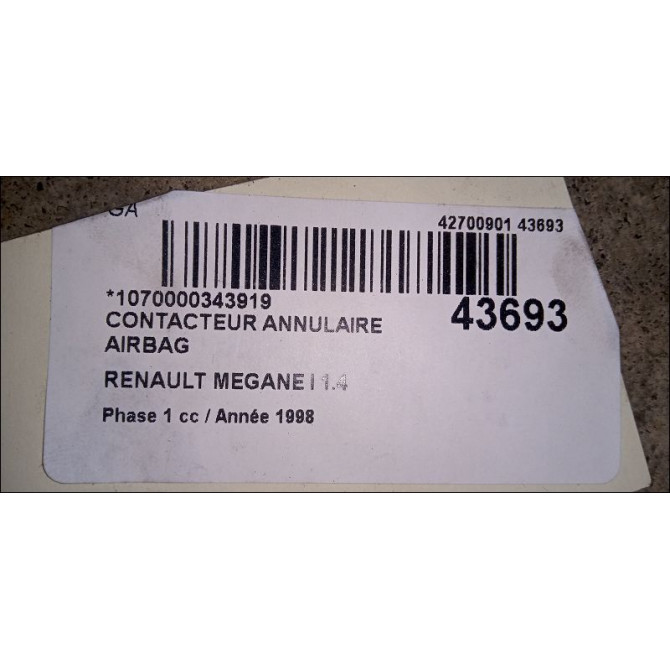 GA
42700901 43693
*1070000343919
43693
CONTACTEUR ANNULAIRE
AIRBAG
RENAULT MEGANE I 1.4
Phase 1 cc / Année 1998